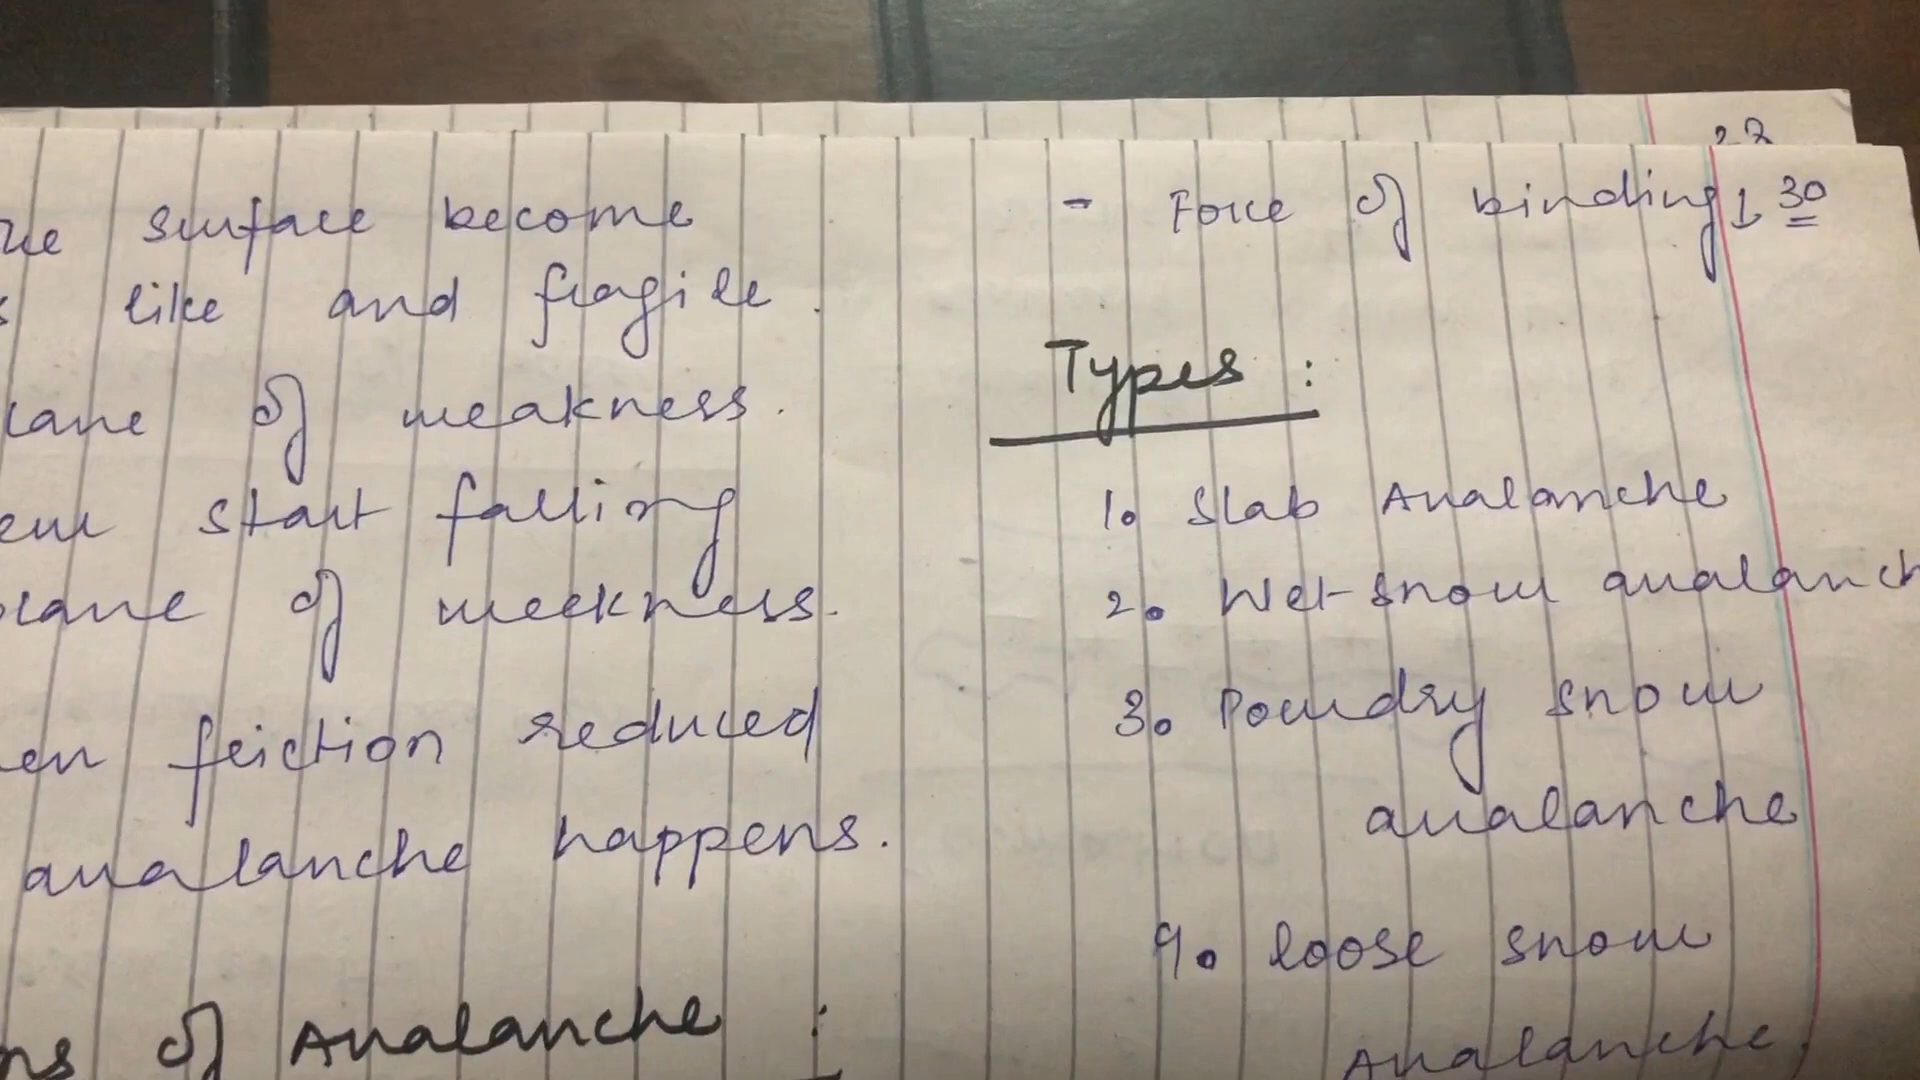 surface become
like and fragile.
of weakness.
start falling
of weekness.
friction reduced
avalanche happens.
of Avalanche :
- Force of binding ↓ 30
Types :
1. Slab Avalanche
2. Wet-snow avalanch
3. Powdry snow
avalanche
4. loose snow
Avalanche.